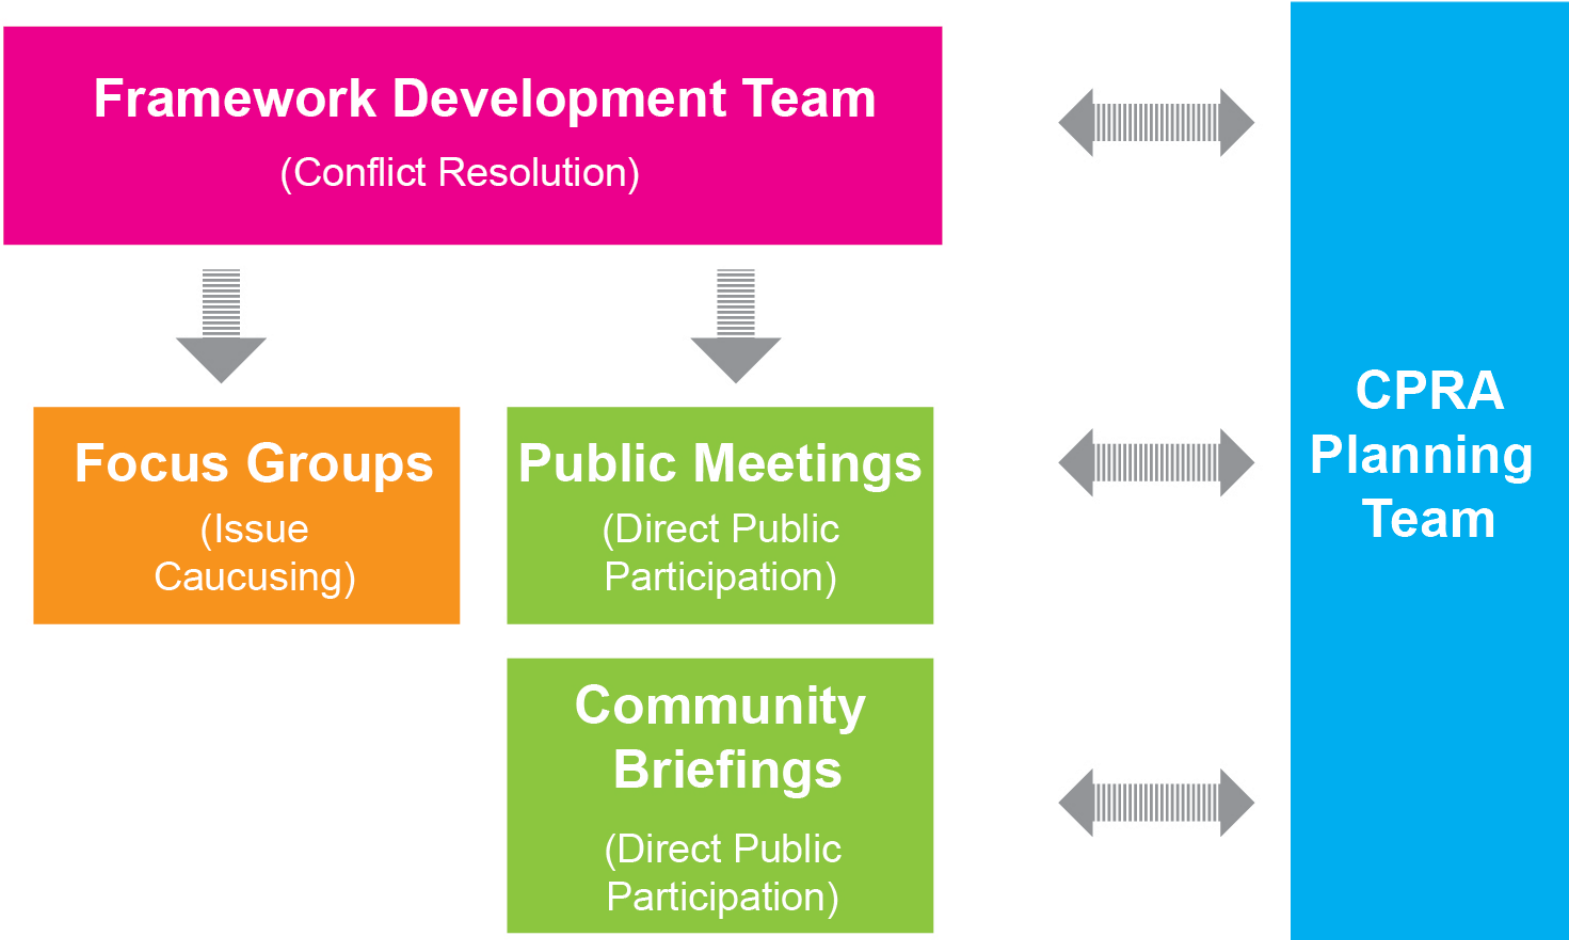 Framework Development Team
(Conflict Resolution)
Focus Groups
(Issue
Caucusing)
Public Meetings
(Direct Public
Participation)
Community
Briefings
(Direct Public
Participation)
CPRA
Planning
Team